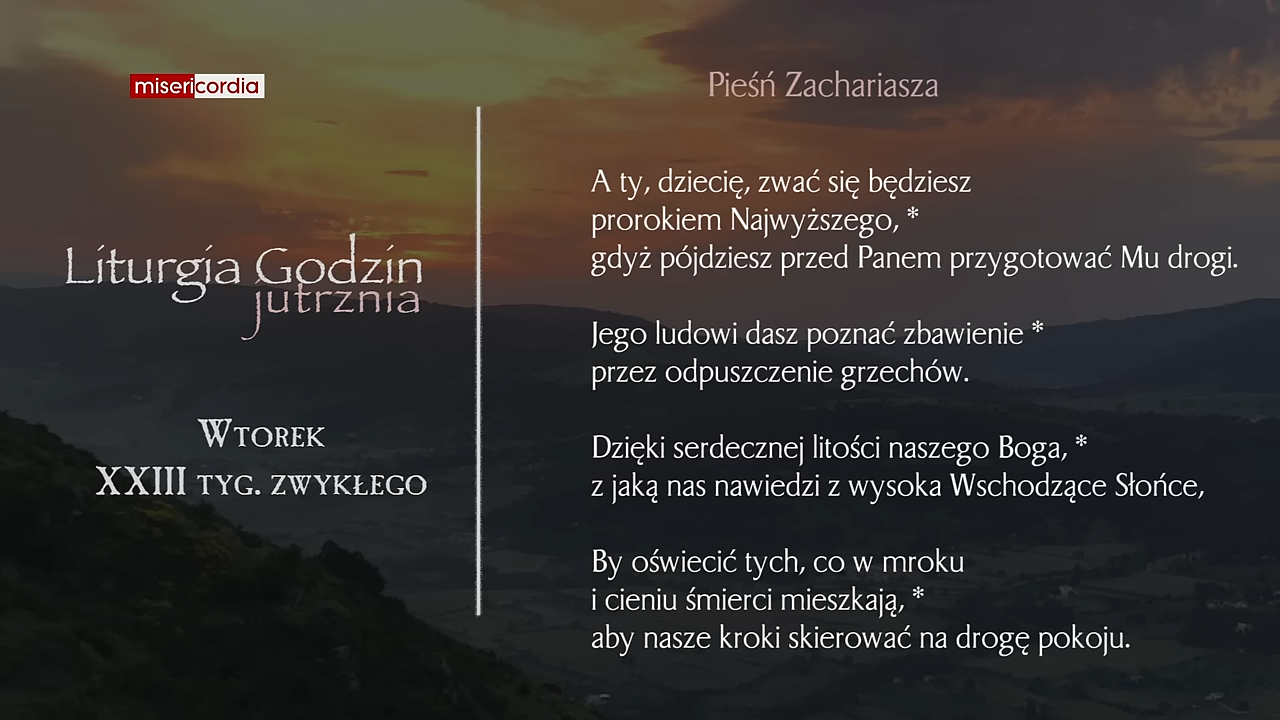 misericordia
Liturgia Godzin
jutrznia
Wtorek
XXIII tyg. zwykłego
Pieśń Zachariasza
A ty, dziecię, zwać się będziesz
prorokiem Najwyższego, *
gdyż pójdziesz przed Panem przygotować Mu drogi.
Jego ludowi dasz poznać zbawienie *
przez odpuszczenie grzechów.
Dzięki serdecznej litości naszego Boga, *
z jaką nas nawiedzi z wysoka Wschodzące Słońce,
By oświecić tych, co w mroku
i cieniu śmierci mieszkają, *
aby nasze kroki skierować na drogę pokoju.